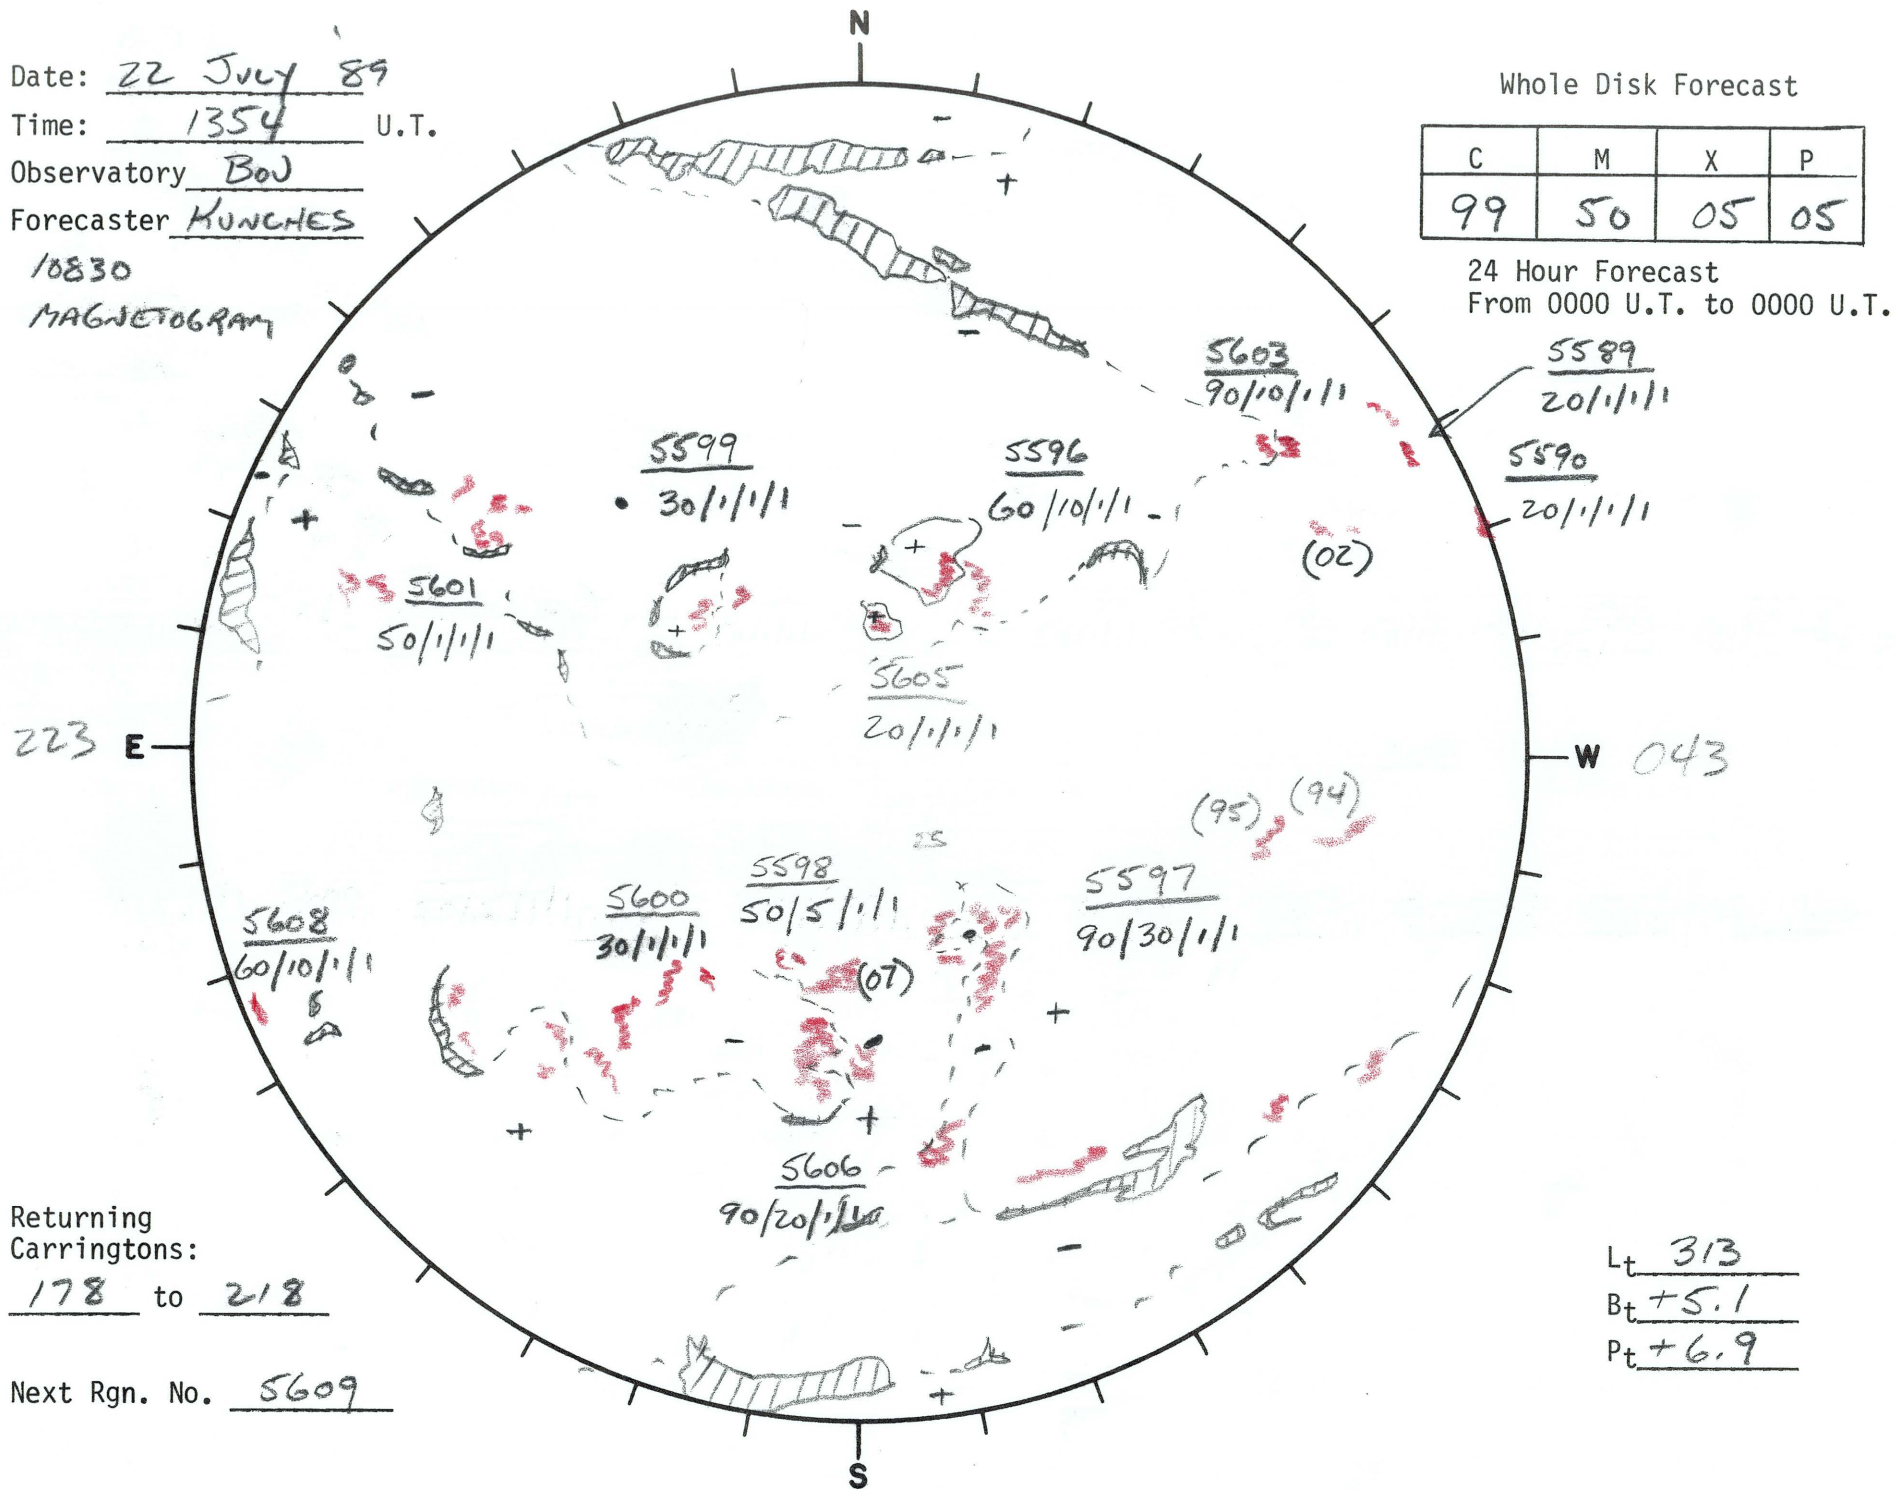 N
Date: 22 JULY '89
Time: 1354 U.T.
Observatory BOU
Forecaster KUNCHES
10830
MAGNETOGRAM
Whole Disk Forecast
C M X P
99 50 05 05
24 Hour Forecast
From 0000 U.T. to 0000 U.T.
5603
90/10/1/1
5589
20/1/1/1
5599
30/1/1/1
5596
60/10/1/1
5590
20/1/1/1
(02)
5601
50/1/1/1
5605
20/1/1/1
223 E
W 043
(95) (94)
25
5598
50/5/1/1
5597
90/30/1/1
5600
30/1/1/1
5608
60/10/1/1
(07)
5606
90/20/1/1
Returning
Carringtons:
178 to 218
Next Rgn. No. 5609
Lt 313
Bt +5.1
Pt +6.9
S